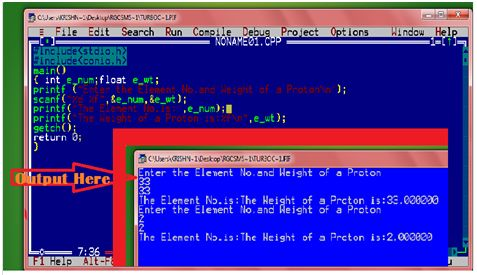 C:\Users\KRISHN~1\Desktop\RGCSMS~1\TURBOC~1.PIF
≡ File Edit Search Run Compile Debug Project Options Window Help
NONAME01.CPP
#include<stdio.h>
#include<conio.h>
main()
{ int e_num;float e_wt;
printf ("Enter the Element No.and Weight of a Proton\n");
scanf( ,&e_num,&e_wt);
printf("The Element No.is: ",e_num);
printf("The Weight of a Proton is:%f\n",e_wt);
getch();
return 0;
}
Output Here
C:\Users\KRISHN~1\Desktop\RGCSMS~1\TURBOC~1.PIF
Enter the Element No.and Weight of a Proton
33
33
The Element No.is:The Weight of a Proton is:33.000000
Enter the Element No.and Weight of a Proton
2
2
The Element No.is:The Weight of a Proton is:2.000000
7:36
F1 Help